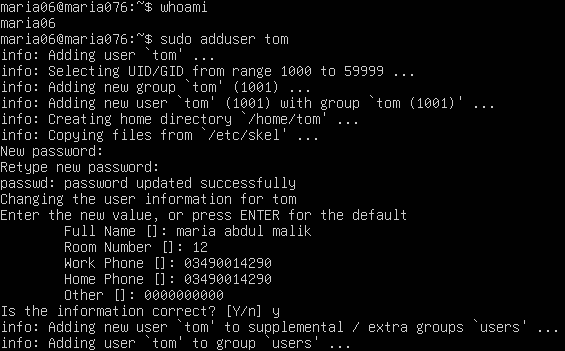 maria06@maria076:~$ whoami
maria06
maria06@maria076:~$ sudo adduser tom
info: Adding user `tom' ...
info: Selecting UID/GID from range 1000 to 59999 ...
info: Adding new group `tom' (1001) ...
info: Adding new user `tom' (1001) with group `tom (1001)' ...
info: Creating home directory `/home/tom' ...
info: Copying files from `/etc/skel' ...
New password:
Retype new password:
passwd: password updated successfully
Changing the user information for tom
Enter the new value, or press ENTER for the default
        Full Name []: maria abdul malik
        Room Number []: 12
        Work Phone []: 03490014290
        Home Phone []: 03490014290
        Other []: 0000000000
Is the information correct? [Y/n] y
info: Adding new user `tom' to supplemental / extra groups `users' ...
info: Adding user `tom' to group `users' ...